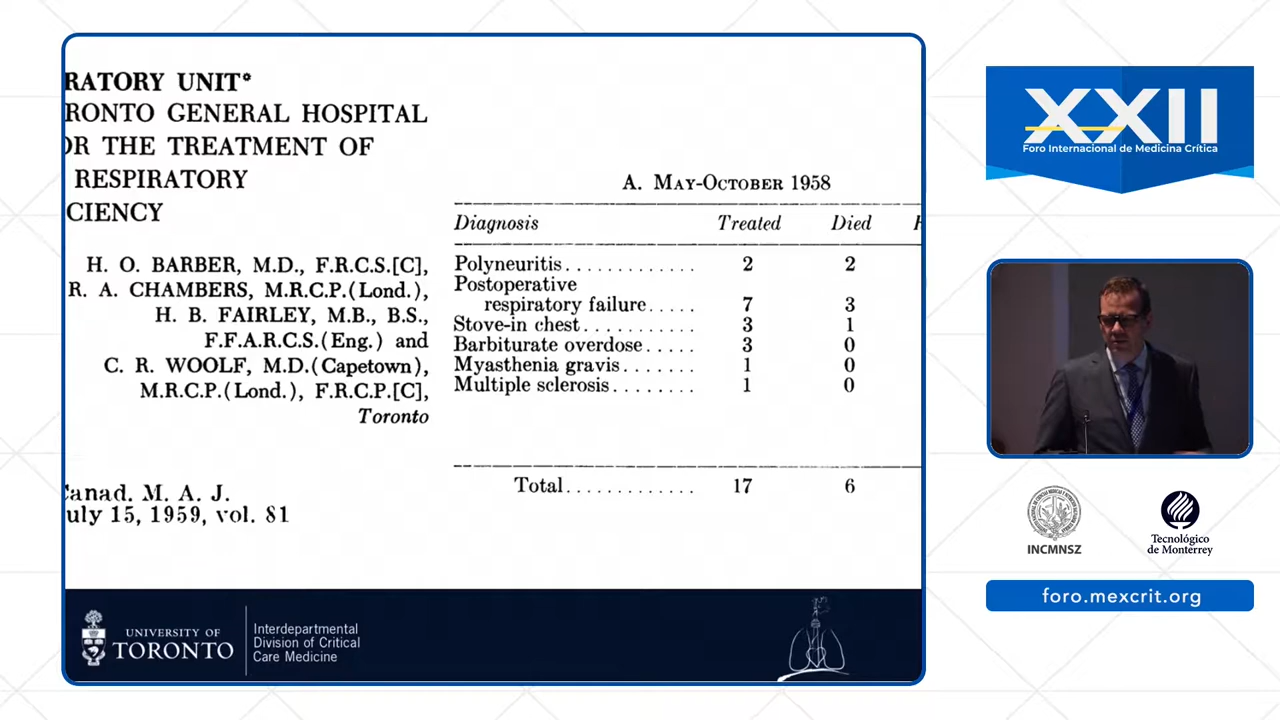 RATORY UNIT*
RONTO GENERAL HOSPITAL
OR THE TREATMENT OF
RESPIRATORY
CIENCY
H. O. BARBER, M.D., F.R.C.S.[C],
R. A. CHAMBERS, M.R.C.P.(Lond.),
H. B. FAIRLEY, M.B., B.S.,
F.F.A.R.C.S.(Eng.) and
C. R. WOOLF, M.D.(Capetown),
M.R.C.P.(Lond.), F.R.C.P.[C],
Toronto
Canad. M. A. J.
uly 15, 1959, vol. 81
A. May-October 1958
Diagnosis Treated Died
Polyneuritis............. 2 2
Postoperative
respiratory failure..... 7 3
Stove-in chest........... 3 1
Barbiturate overdose..... 3 0
Myasthenia gravis....... 1 0
Multiple sclerosis........ 1 0
Total............. 17 6
UNIVERSITY OF
TORONTO
Interdepartmental
Division of Critical
Care Medicine
XXII
Foro Internacional de Medicina Crítica
INCMNSZ
Tecnológico
de Monterrey
foro.mexcrit.org